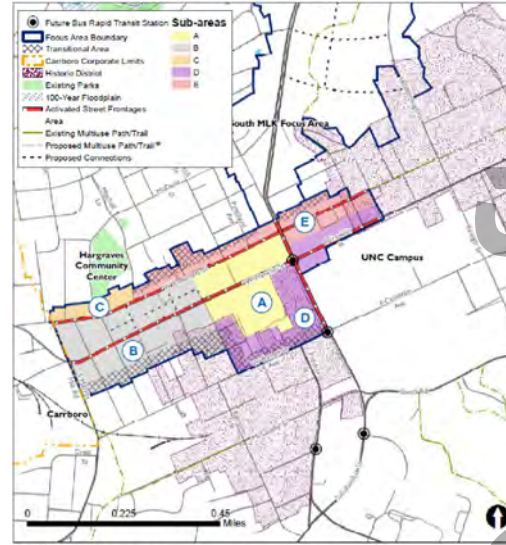 Future Bus Rapid Transit Station
Focus Area Boundary
Transitional Area
Carrboro Corporate Limits
Historic District
Existing Parks
100-Year Floodplain
Activated Street Frontages
Area
Existing Multiuse Path/Trail
Proposed Multiuse Path/Trail*
Proposed Connections
Sub-areas
A
B
C
D
E
South MLK Focus Area
E
Hargraves
Community
Center
UNC Campus
C
A
D
B
Carrboro
0 0.225 0.45
Miles